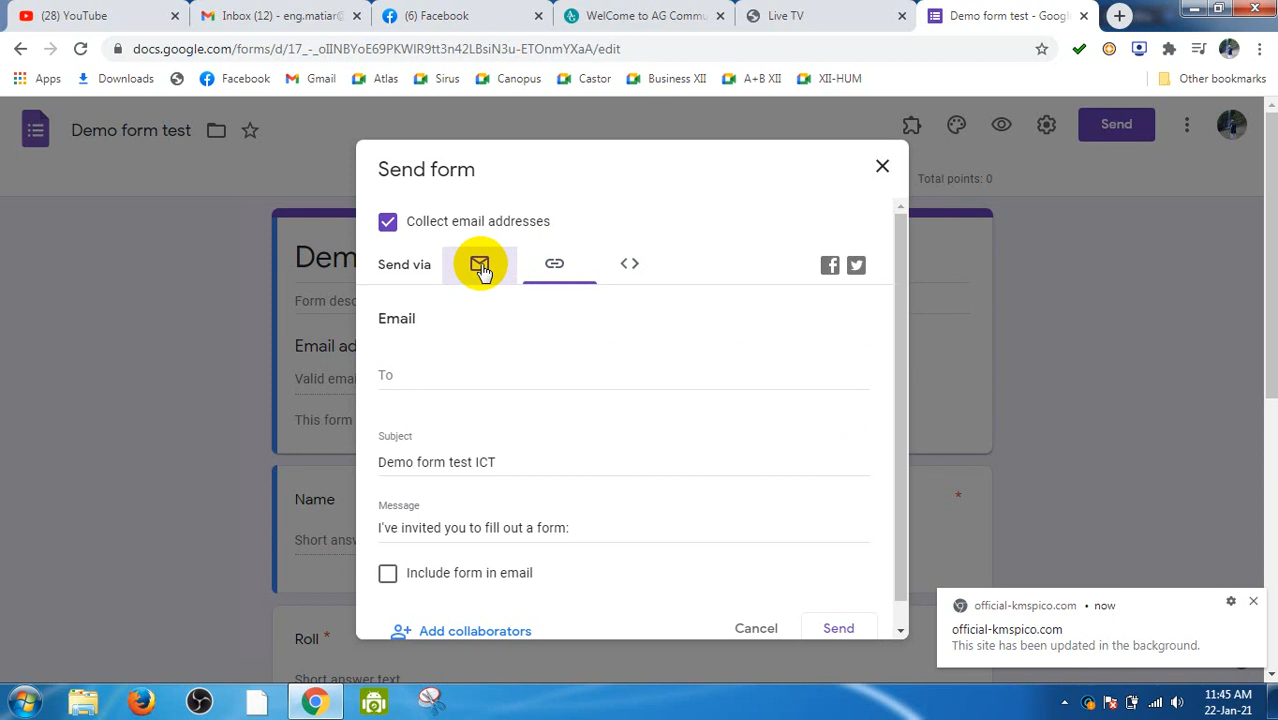 (28) YouTube
Inbox (12) - eng.matiar@
(6) Facebook
WelCome to AG Commu
Live TV
Demo form test - Goog
docs.google.com/forms/d/17_-_oIINBYoE69PKWlR9tt3n42LBsiN3u-ETOnmYXaA/edit
Apps
Downloads
Facebook
Gmail
Atlas
Sirus
Canopus
Castor
Business XII
A+B XII
XII-HUM
Other bookmarks
Demo form test
Send
Total points: 0
Send form
Collect email addresses
Send via
Dem
Form desc
Email ad
Valid emai
This form
Email
To
Subject
Demo form test ICT
Message
I've invited you to fill out a form:
Include form in email
Add collaborators
Cancel
Send
Name
*
Short answ
Roll *
Short answer text
official-kmspico.com • now
official-kmspico.com
This site has been updated in the background.
11:45 AM
22-Jan-21